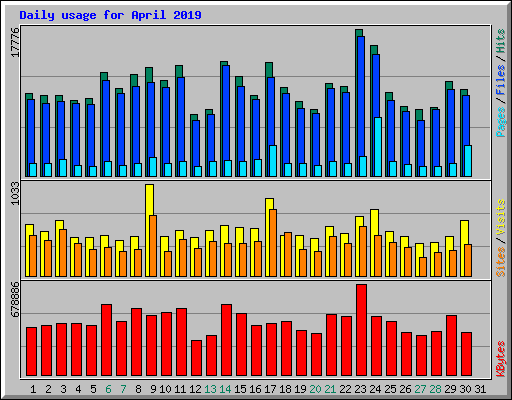 Daily usage for April 2019
17776
Pages / Files / Hits
1033
Sites / Visits
678886
KBytes
1 2 3 4 5 6 7 8 9 10 11 12 13 14 15 16 17 18 19 20 21 22 23 24 25 26 27 28 29 30 31